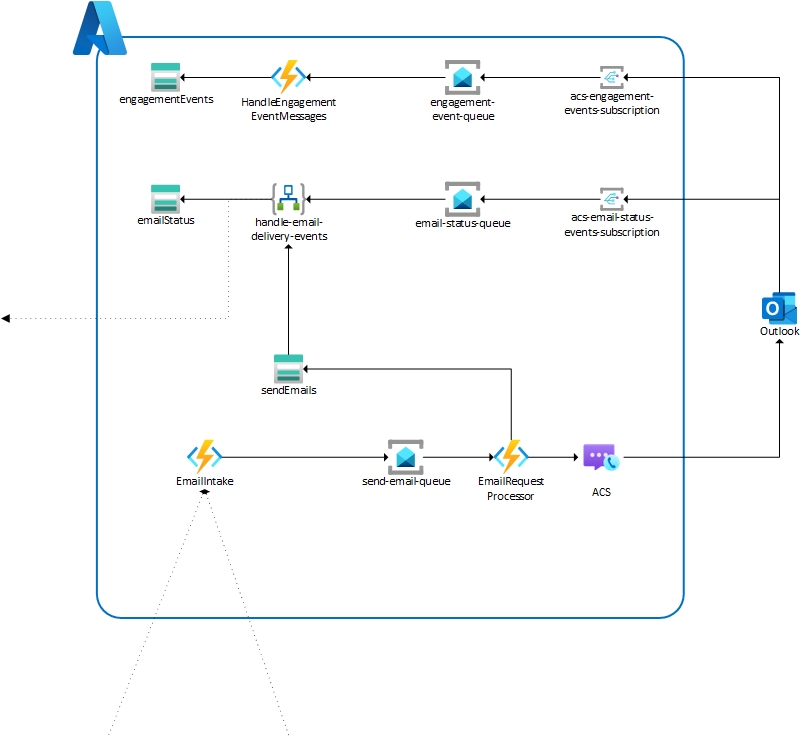 engagementEvents
HandleEngagement
EventMessages
engagement-
event-queue
acs-engagement-
events-subscription
emailStatus
handle-email-
delivery-events
email-status-queue
acs-email-status-
events-subscription
Outlook
sendEmails
EmailIntake
send-email-queue
EmailRequest
Processor
ACS